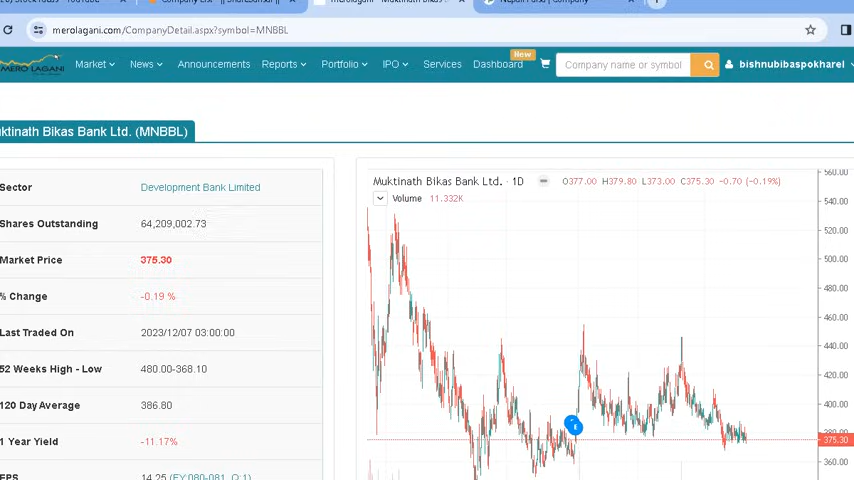 merolagani.com/CompanyDetail.aspx?symbol=MNBBL
New
MERO LAGANI Market News Announcements Reports Portfolio IPO Services Dashboard Company name or symbol bishnubibaspokharel
ktinath Bikas Bank Ltd. (MNBBL)
Sector Development Bank Limited
Shares Outstanding 64,209,002.73
Market Price 375.30
% Change -0.19 %
Last Traded On 2023/12/07 03:00:00
52 Weeks High - Low 480.00-368.10
120 Day Average 386.80
1 Year Yield -11.17%
EPS 14.25 (FY:080-081, Q:1)
Muktinath Bikas Bank Ltd. · 1D O377.00 H379.80 L373.00 C375.30 -0.70 (-0.19%)
Volume 11.332K
560.00
540.00
520.00
500.00
480.00
460.00
440.00
420.00
400.00
380.00
375.30
360.00
E